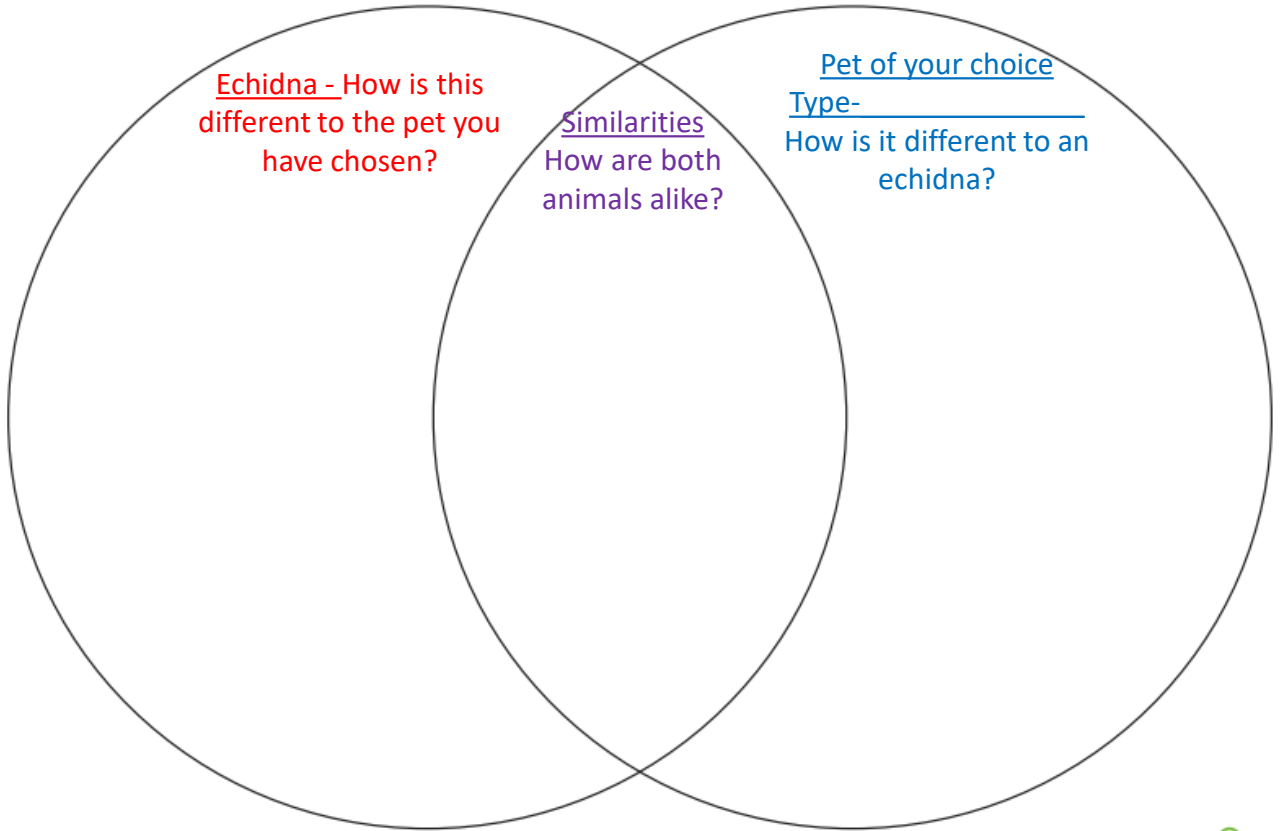 Echidna - How is this
different to the pet you
have chosen?
Similarities
How are both
animals alike?
Pet of your choice
Type-_______________
How is it different to an
echidna?